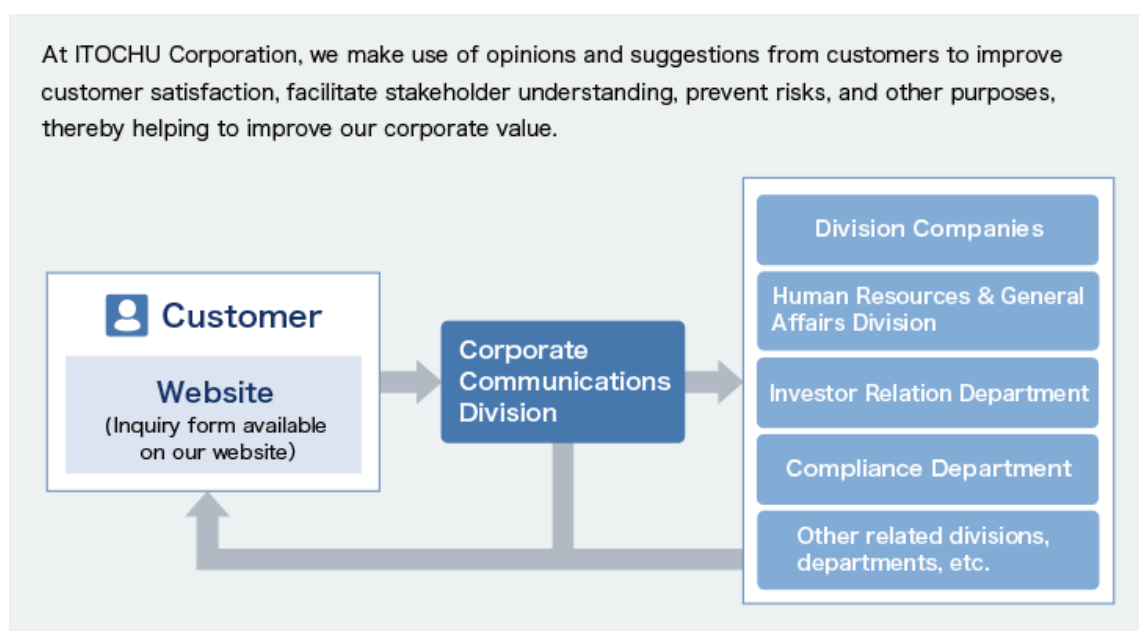 At ITOCHU Corporation, we make use of opinions and suggestions from customers to improve
customer satisfaction, facilitate stakeholder understanding, prevent risks, and other purposes,
thereby helping to improve our corporate value.
Customer
Website
(Inquiry form available
on our website)
Corporate
Communications
Division
Division Companies
Human Resources & General
Affairs Division
Investor Relation Department
Compliance Department
Other related divisions,
departments, etc.